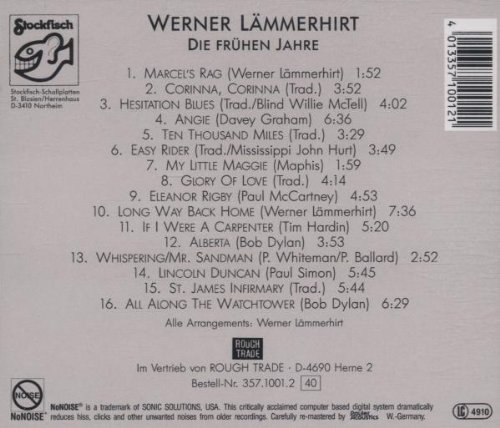 Stockfisch
WERNER LÄMMERHIRT
DIE FRÜHEN JAHRE
Stockfisch-Schallplatten
St. Blasien/Herrenhaus
D-3410 Northeim
4 013357 100121
1. MARCEL'S RAG (Werner Lämmerhirt) 1:52
2. CORINNA, CORINNA (Trad.) 3:52
3. HESITATION BLUES (Trad./Blind Willie McTell) 4:02
4. ANGIE (Davey Graham) 6:36
5. TEN THOUSAND MILES (Trad.) 3:29
6. EASY RIDER (Trad./Mississippi John Hurt) 3:49
7. MY LITTLE MAGGIE (Maphis) 1:59
8. GLORY OF LOVE (Trad.) 4:14
9. ELEANOR RIGBY (Paul McCartney) 4:53
10. LONG WAY BACK HOME (Werner Lämmerhirt) 7:36
11. IF I WERE A CARPENTER (Tim Hardin) 5:20
12. ALBERTA (Bob Dylan) 3:51
13. WHISPERING/MR. SANDMAN (P. Whiteman/P. Ballard) 2:52
14. LINCOLN DUNCAN (Paul Simon) 5:45
15. ST. JAMES INFIRMARY (Trad.) 5:44
16. ALL ALONG THE WATCHTOWER (Bob Dylan) 6:29
Alle Arrangements: Werner Lämmerhirt
ROUGH
TRADE
Im Vertrieb von ROUGH TRADE · D-4690 Herne 2
Bestell-Nr. 357.1001.2 40
NOISE
NoNOISE®
NoNOISE® is a trademark of SONIC SOLUTIONS, USA. This critically acclaimed computer based digital system dramatically
reduces hiss, clicks and other unwanted noises from older recordings. Carefully re-mastered by PAULER ACOUSTICS W.-Germany.
LC 4910